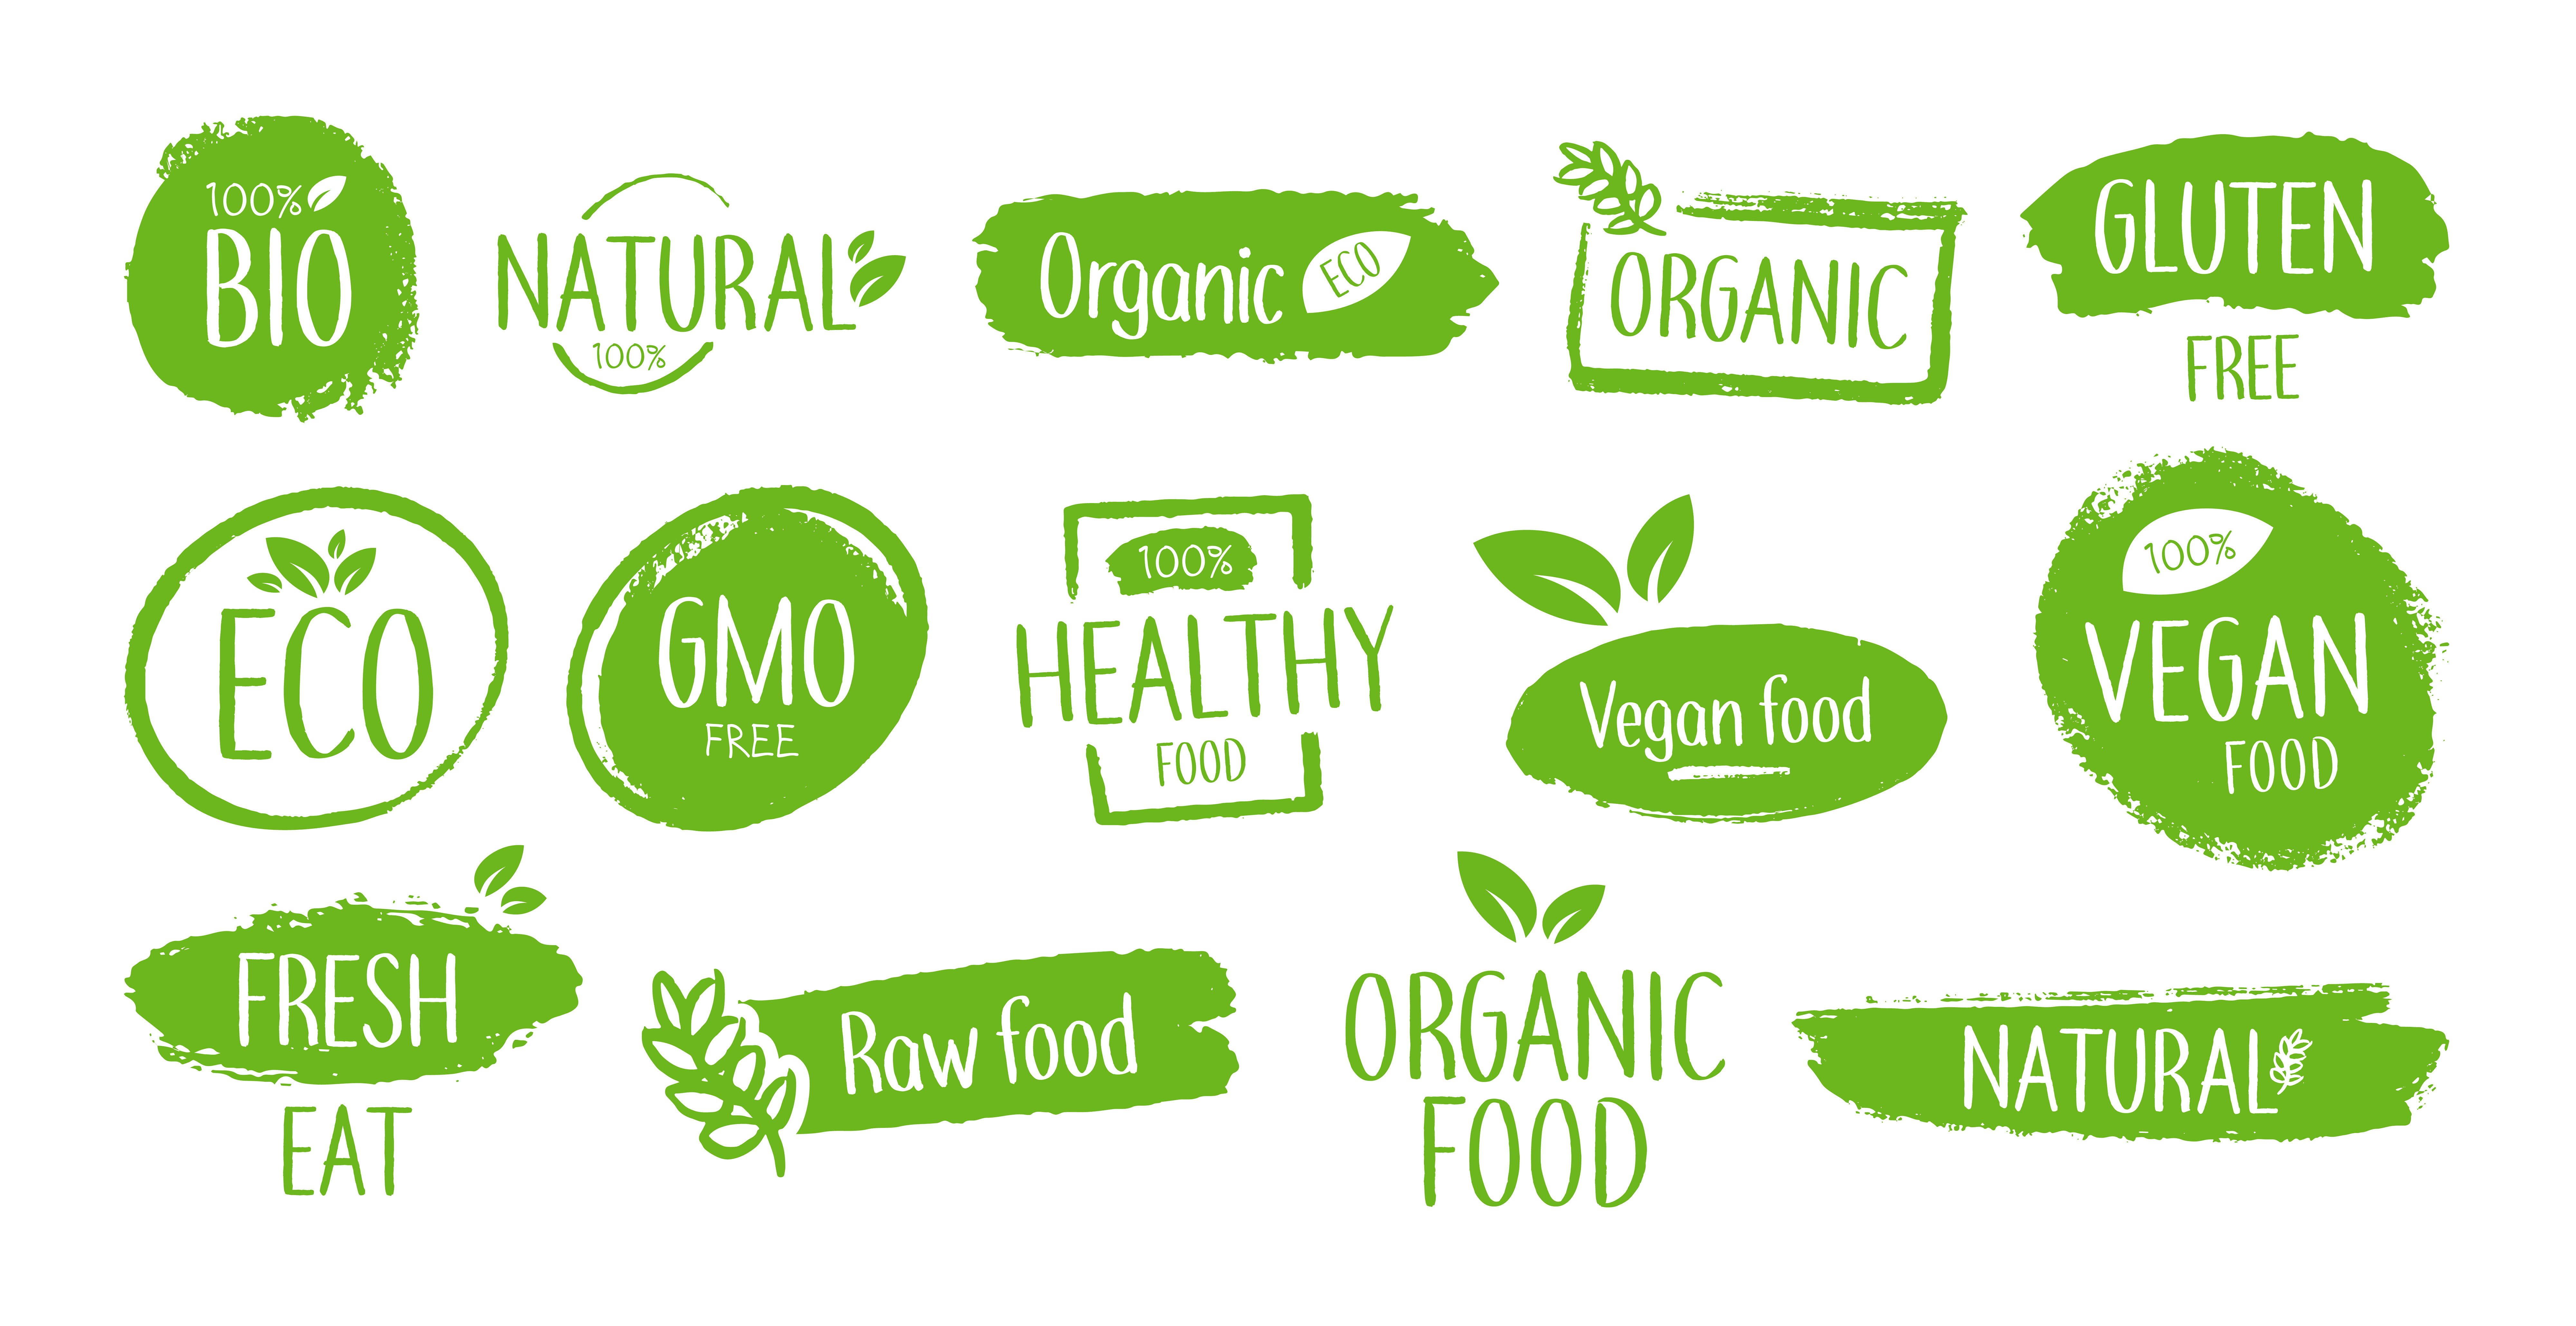 100%
BIO
NATURAL
100%
Organic ECO
ORGANIC
GLUTEN
FREE
ECO
GMO
FREE
100%
HEALTHY
FOOD
Vegan food
100%
VEGAN
FOOD
FRESH
EAT
Raw food
ORGANIC
FOOD
NATURAL